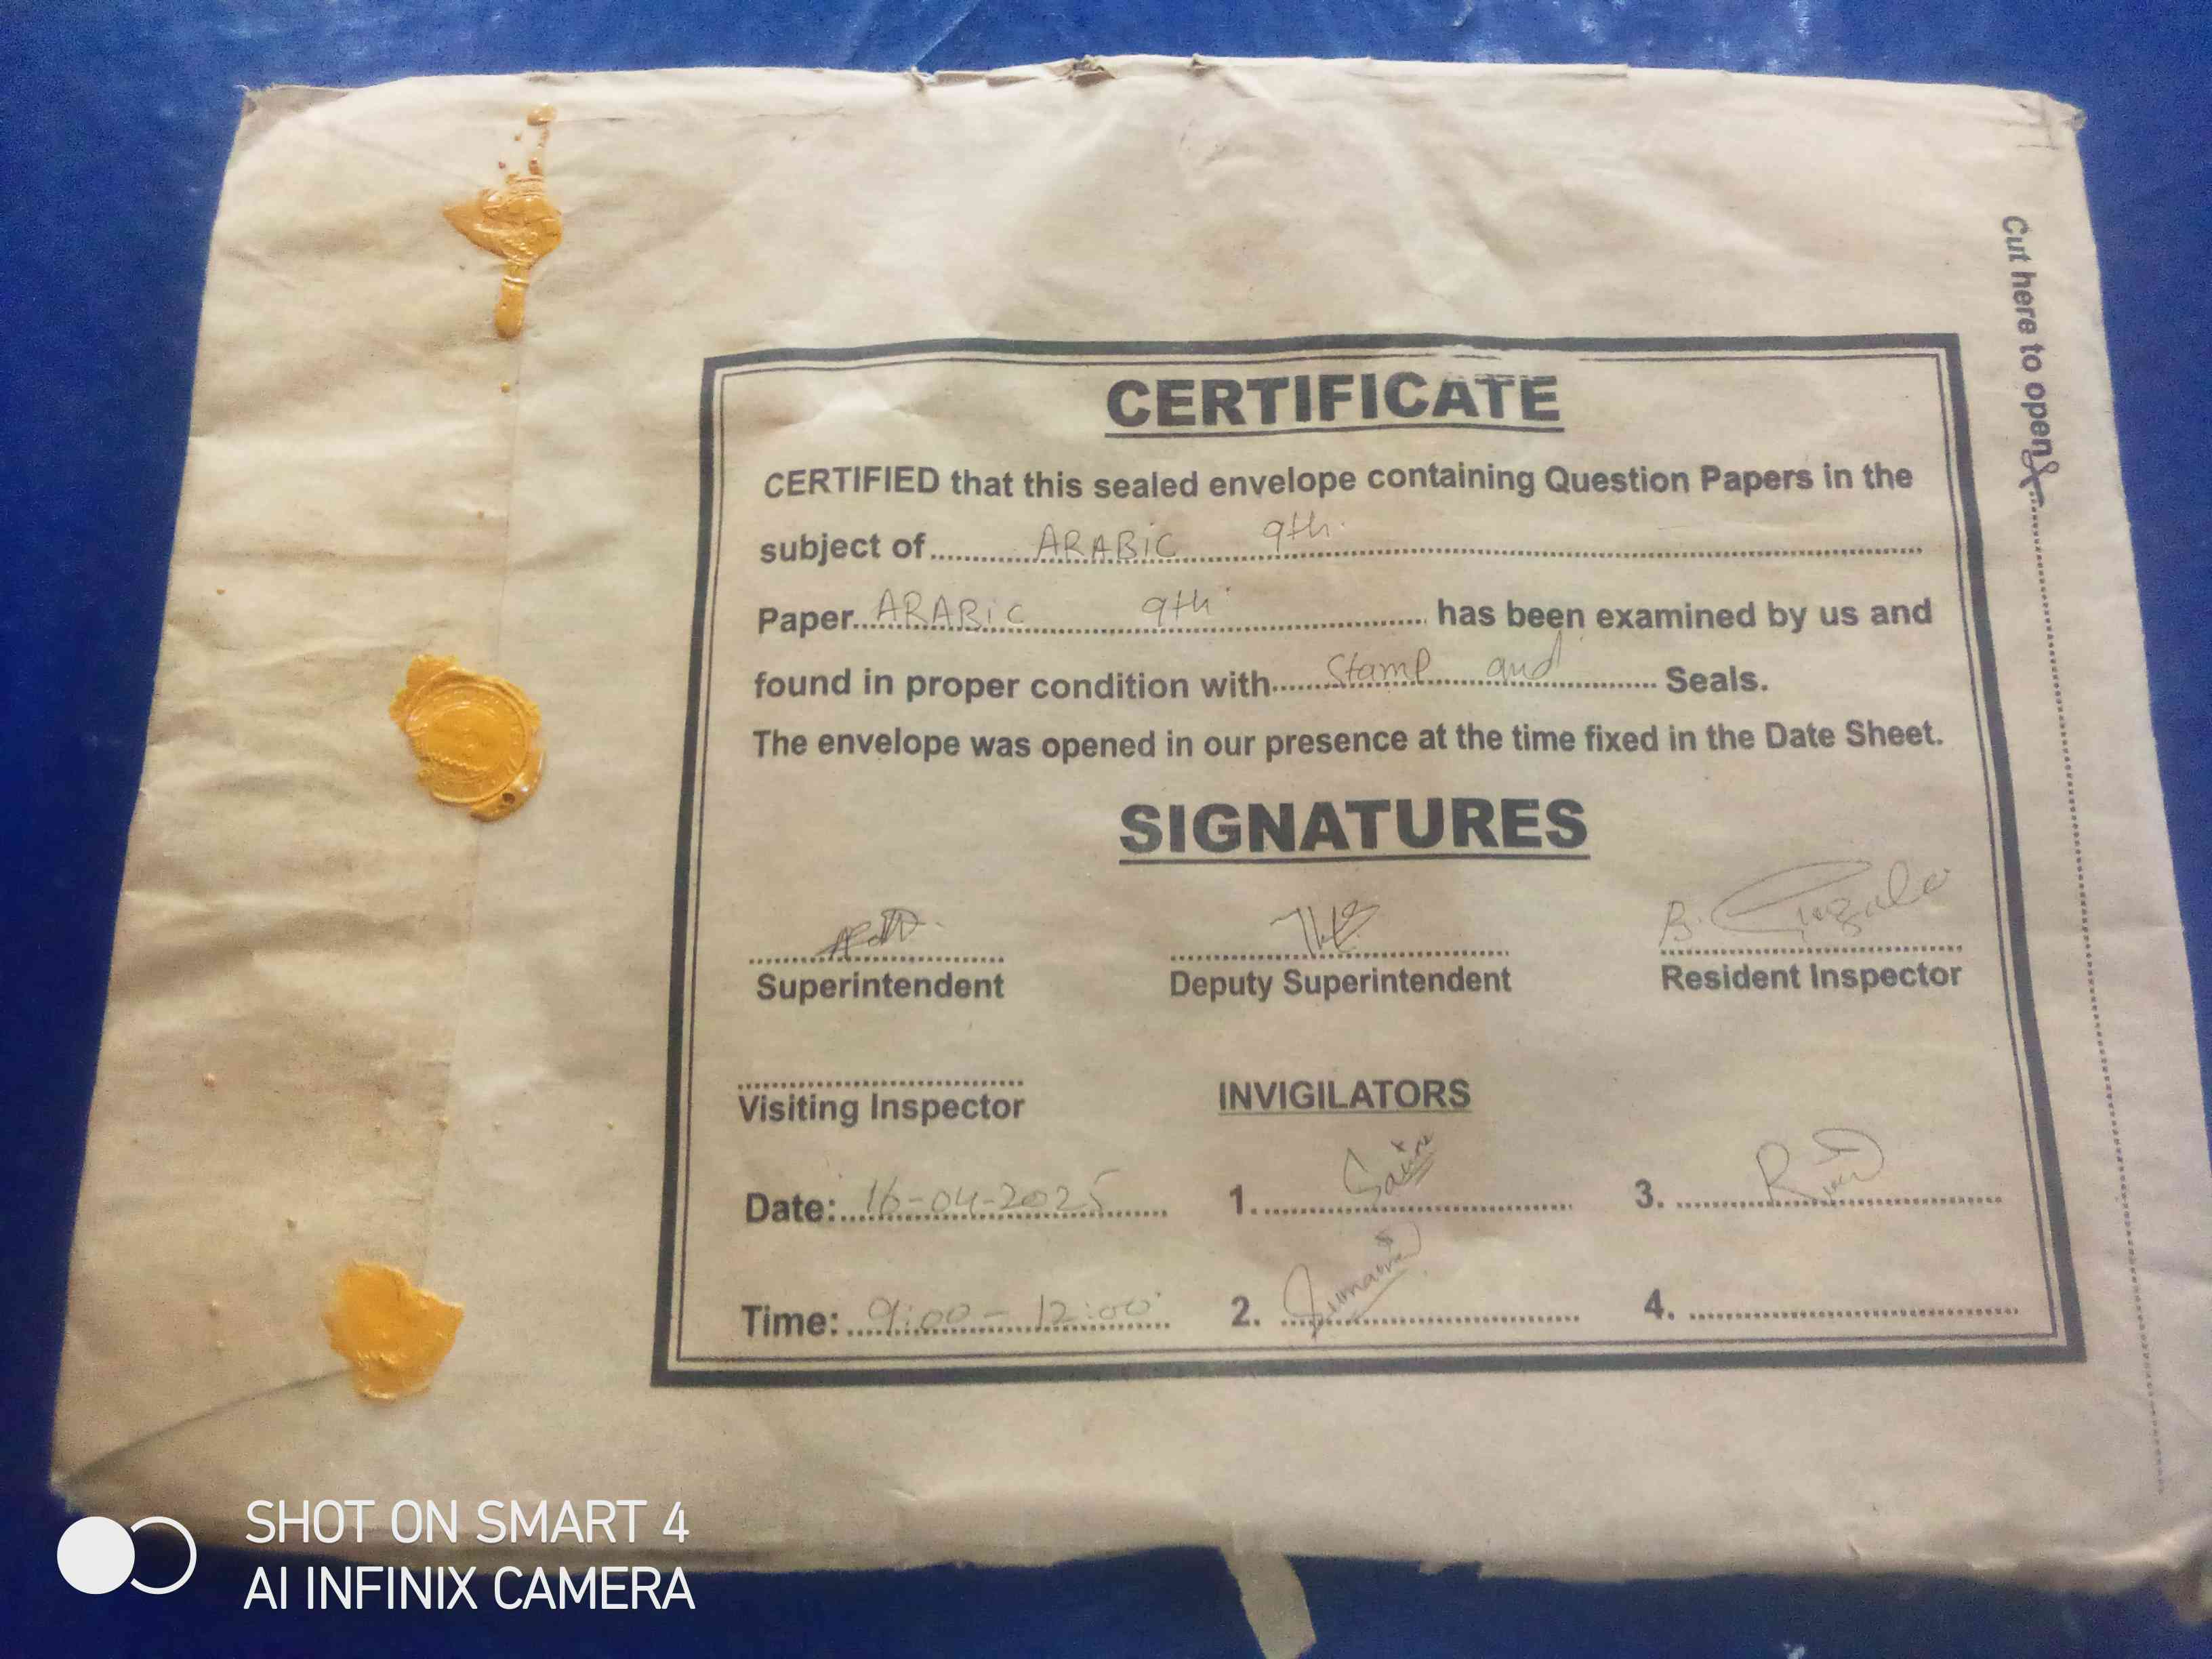 CERTIFICATE
CERTIFIED that this sealed envelope containing Question Papers in the
subject of ARABIC 9th
Paper ARABIC 9th has been examined by us and
found in proper condition with Stamp and Seals.
The envelope was opened in our presence at the time fixed in the Date Sheet.
SIGNATURES
Superintendent
Deputy Superintendent
B.
Resident Inspector
Visiting Inspector
INVIGILATORS
Date: 16-04-2025
1.
3.
Time: 9:00 - 12:00
2.
4.
Cut here to open
SHOT ON SMART 4
AI INFINIX CAMERA